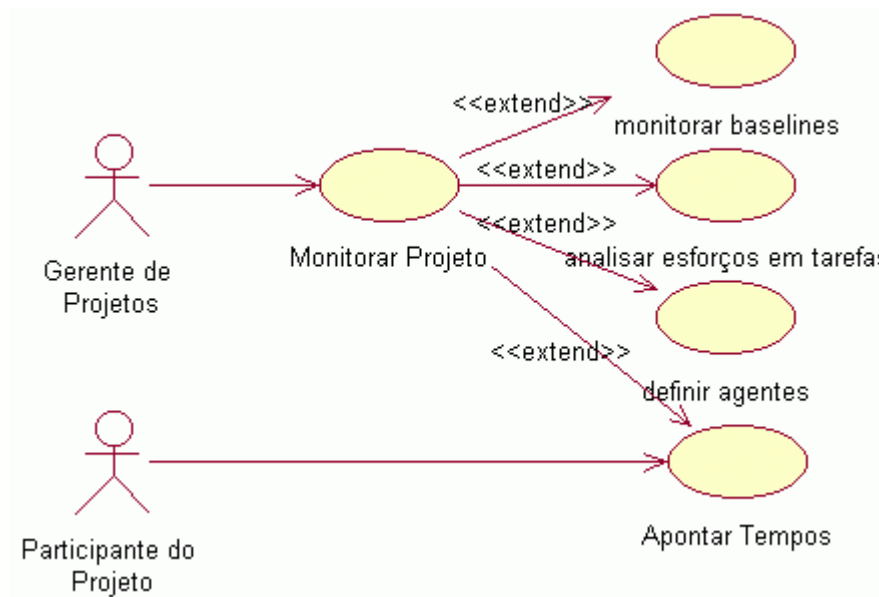 <<extend>>
monitorar baselines
<<extend>>
<<extend>>
Gerente de
Projetos
Monitorar Projeto
analisar esforços em tarefas
<<extend>>
definir agentes
Participante do
Projeto
Apontar Tempos